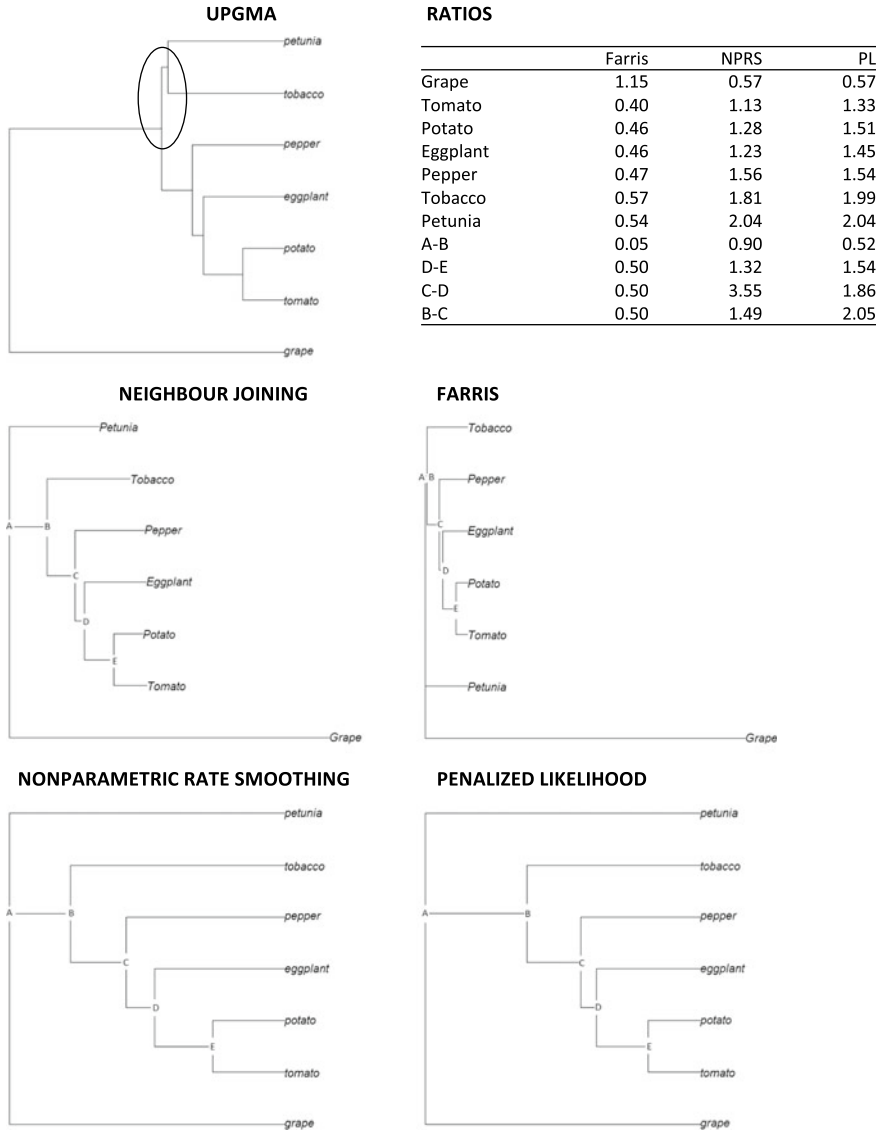 UPGMA
petunia
tobacco
pepper
eggplant
potato
tomato
grape
RATIOS
Farris NPRS PL
Grape 1.15 0.57 0.57
Tomato 0.40 1.13 1.33
Potato 0.46 1.28 1.51
Eggplant 0.46 1.23 1.45
Pepper 0.47 1.56 1.54
Tobacco 0.57 1.81 1.99
Petunia 0.54 2.04 2.04
A-B 0.05 0.90 0.52
D-E 0.50 1.32 1.54
C-D 0.50 3.55 1.86
B-C 0.50 1.49 2.05
NEIGHBOUR JOINING
Petunia
Tobacco
A B
Pepper
C
Eggplant
D
Potato
E
Tomato
Grape
FARRIS
Tobacco
A B Pepper
C
Eggplant
D
Potato
E
Tomato
Petunia
Grape
NONPARAMETRIC RATE SMOOTHING
petunia
tobacco
A B
pepper
C
eggplant
D
potato
E
tomato
grape
PENALIZED LIKELIHOOD
petunia
tobacco
A B
pepper
C
eggplant
D
potato
E
tomato
grape